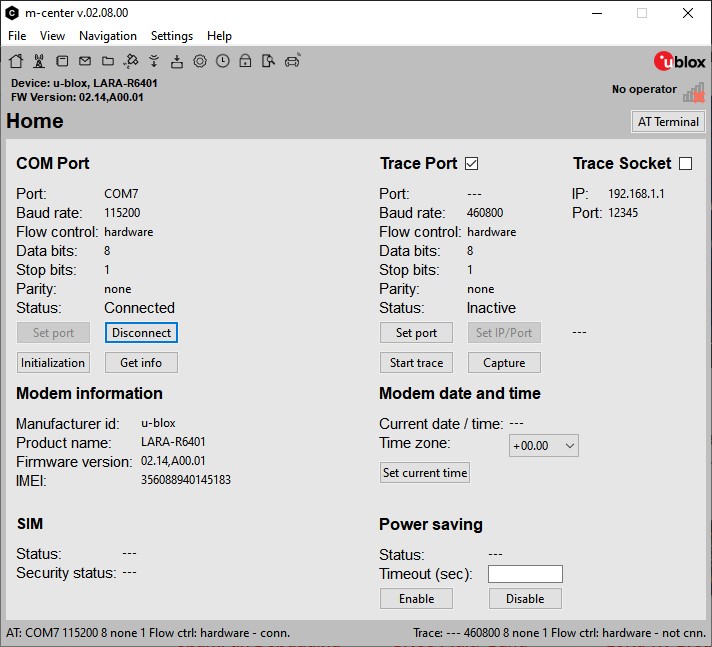 m-center v.02.08.00
File View Navigation Settings Help
Device: u-blox, LARA-R6401
FW Version: 02.14,A00.01
ublox
No operator
Home
AT Terminal
COM Port
Port: COM7
Baud rate: 115200
Flow control: hardware
Data bits: 8
Stop bits: 1
Parity: none
Status: Connected
Set port Disconnect
Initialization Get info
Trace Port
Port: ---
Baud rate: 460800
Flow control: hardware
Data bits: 8
Stop bits: 1
Parity: none
Status: Inactive
Set port Set IP/Port ---
Start trace Capture
Trace Socket
IP: 192.168.1.1
Port: 12345
Modem information
Manufacturer id: u-blox
Product name: LARA-R6401
Firmware version: 02.14,A00.01
IMEI: 356088940145183
Modem date and time
Current date / time: ---
Time zone: +00.00
Set current time
SIM
Status: ---
Security status: ---
Power saving
Status: ---
Timeout (sec):
Enable Disable
AT: COM7 115200 8 none 1 Flow ctrl: hardware - conn.
Trace: --- 460800 8 none 1 Flow ctrl: hardware - not cnn.